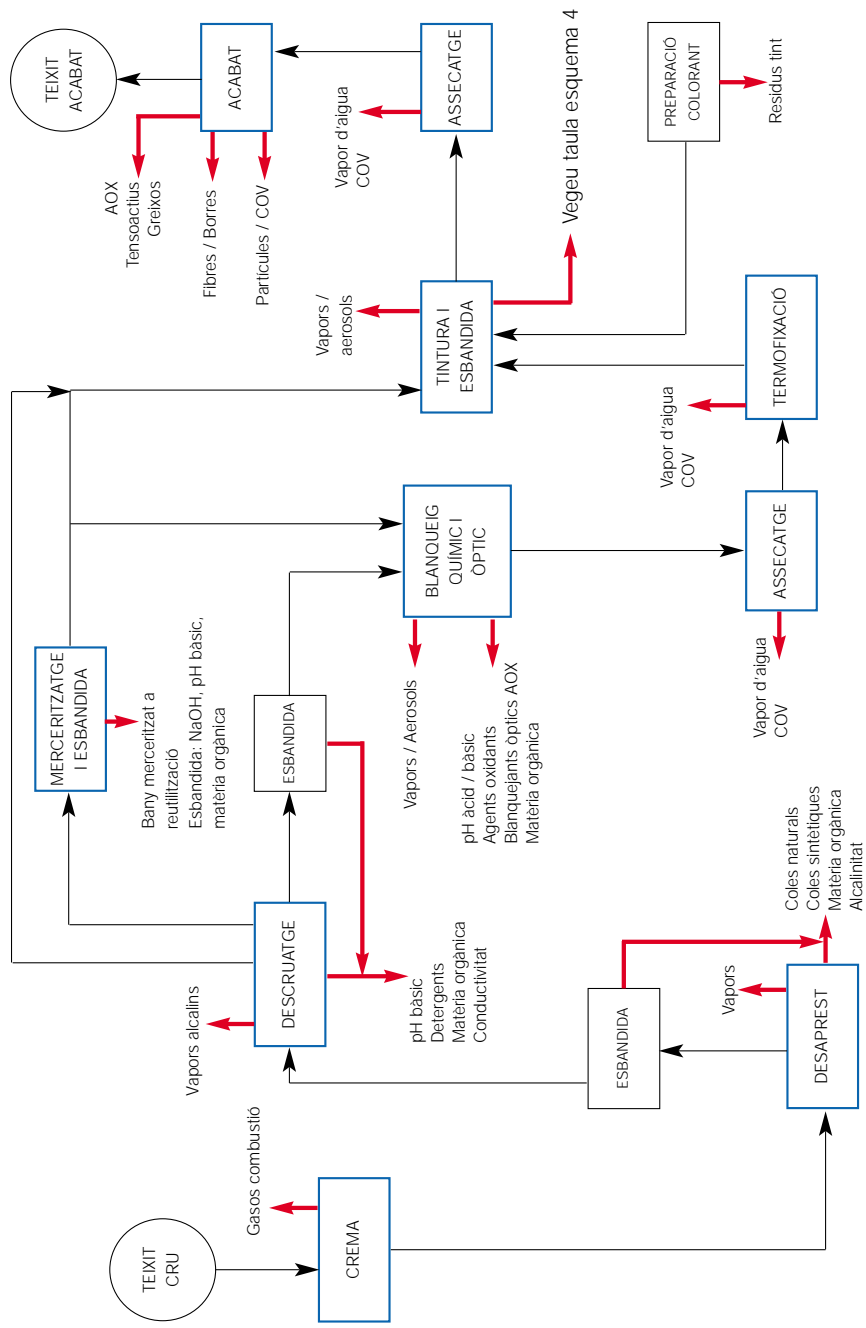 TEIXIT
CRU
Gasos combustió
CREMA
Vapors alcalins
DESCRUATGE
pH bàsic
Detergents
Matèria orgànica
Conductivitat
ESBANDIDA
Vapors
DESAPREST
Coles naturals
Coles sintètiques
Matèria orgànica
Alcalinitat
MERCERITZATGE
I ESBANDIDA
Bany merceritzat a
reutilització
Esbandida: NaOH, pH bàsic,
matèria orgànica
ESBANDIDA
Vapors / Aerosols
BLANQUEIG
QUÍMIC I
ÒPTIC
pH àcid / bàsic
Agents oxidants
Blanquejants òptics AOX
Matèria orgànica
Vapor d'aigua
COV
ASSECATGE
Vapor d'aigua
COV
TERMOFIXACIÓ
Vapors /
aerosols
TINTURA I
ESBANDIDA
Vegeu taula esquema 4
PREPARACIÓ
COLORANT
Residus tint
Vapor d'aigua
COV
ASSECATGE
AOX
Tensoactius
Greixos
Fibres / Borres
Partícules / COV
ACABAT
TEIXIT
ACABAT